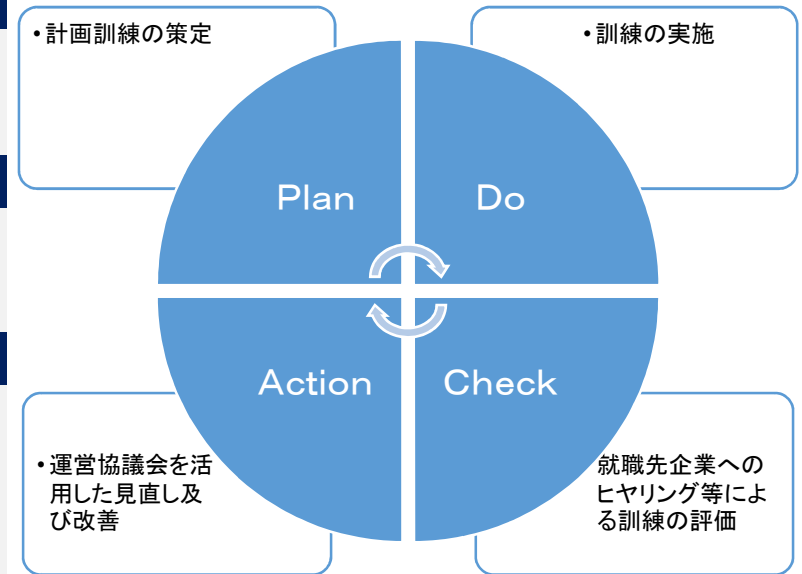 •計画訓練の策定
•訓練の実施
Plan
Do
Action
Check
•運営協議会を活
用した見直し及
び改善
就職先企業への
ヒヤリング等によ
る訓練の評価